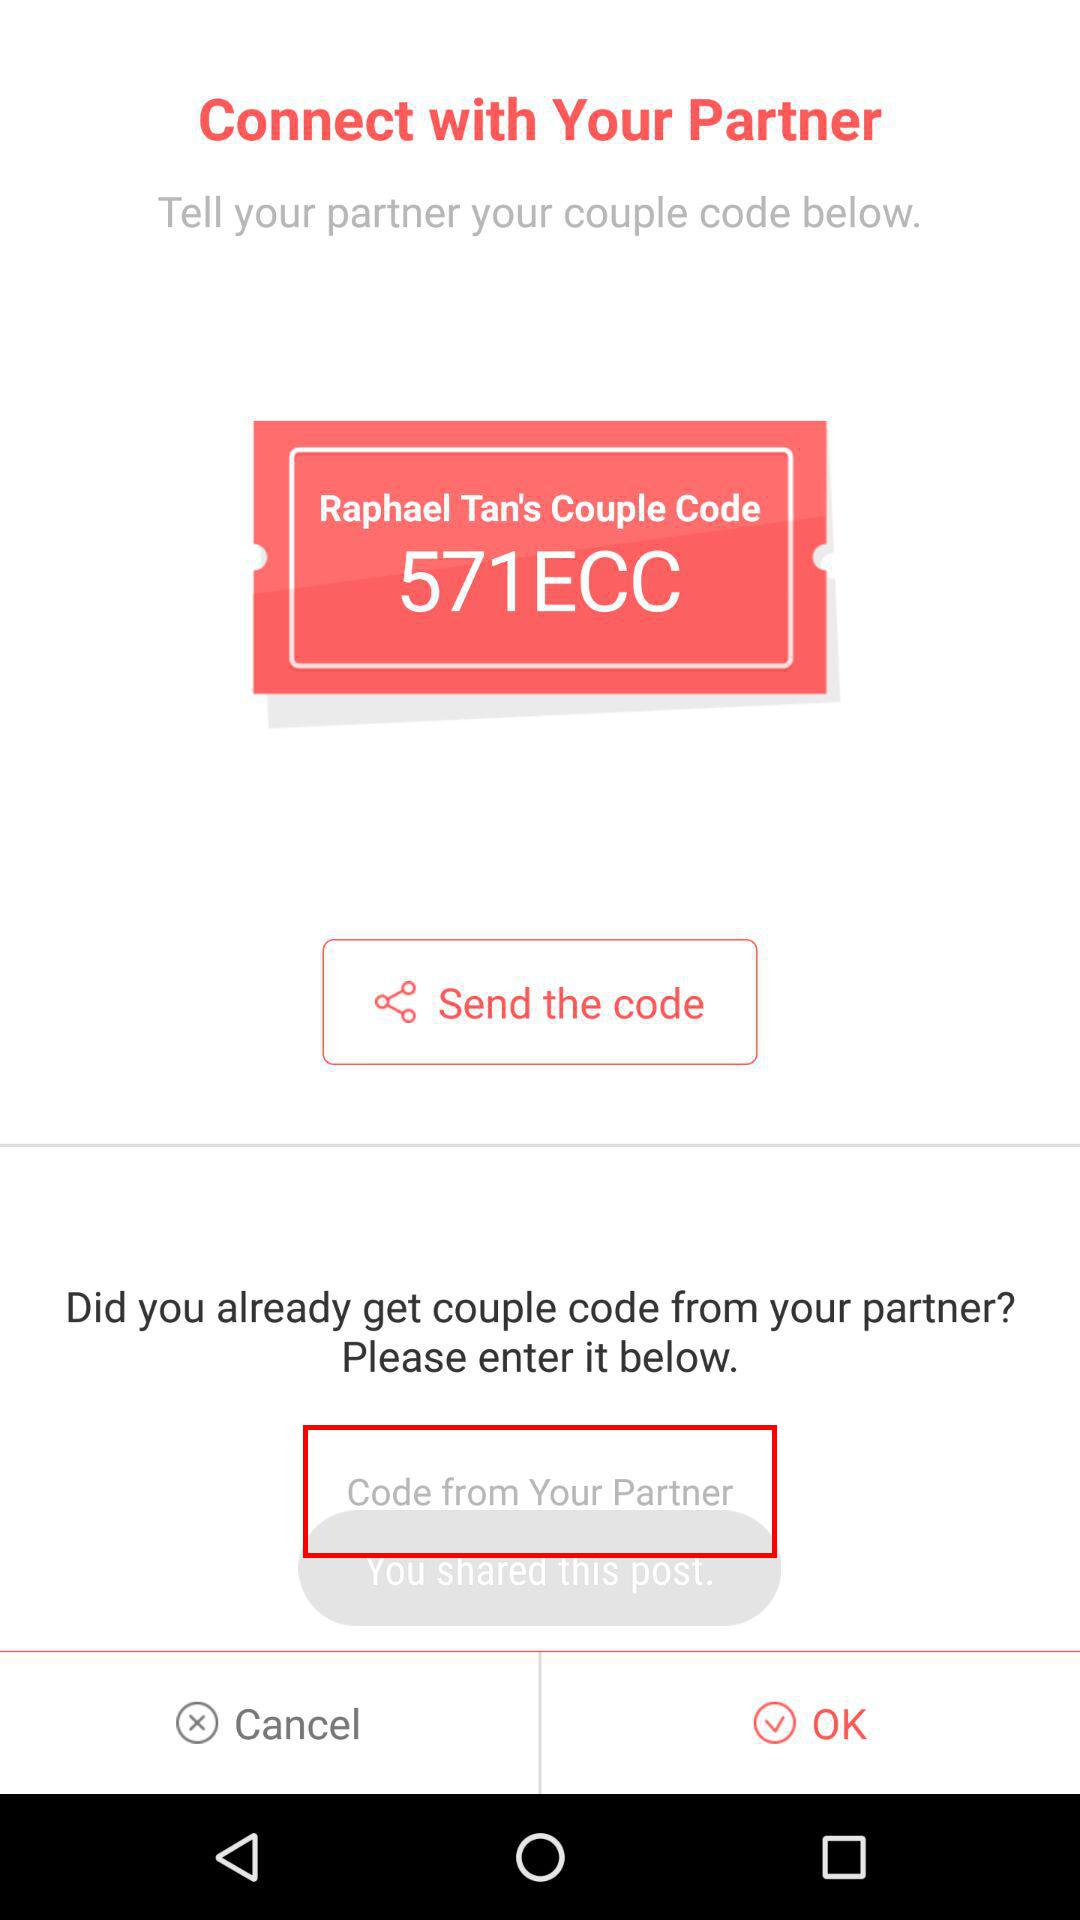 Connect with Your Partner
Tell your partner your couple code below.
Raphael Tan's Couple Code
571ECC
Send the code
Did you already get couple code from your partner?
Please enter it below.
Code from Your Partner
You shared this post.
Cancel
OK